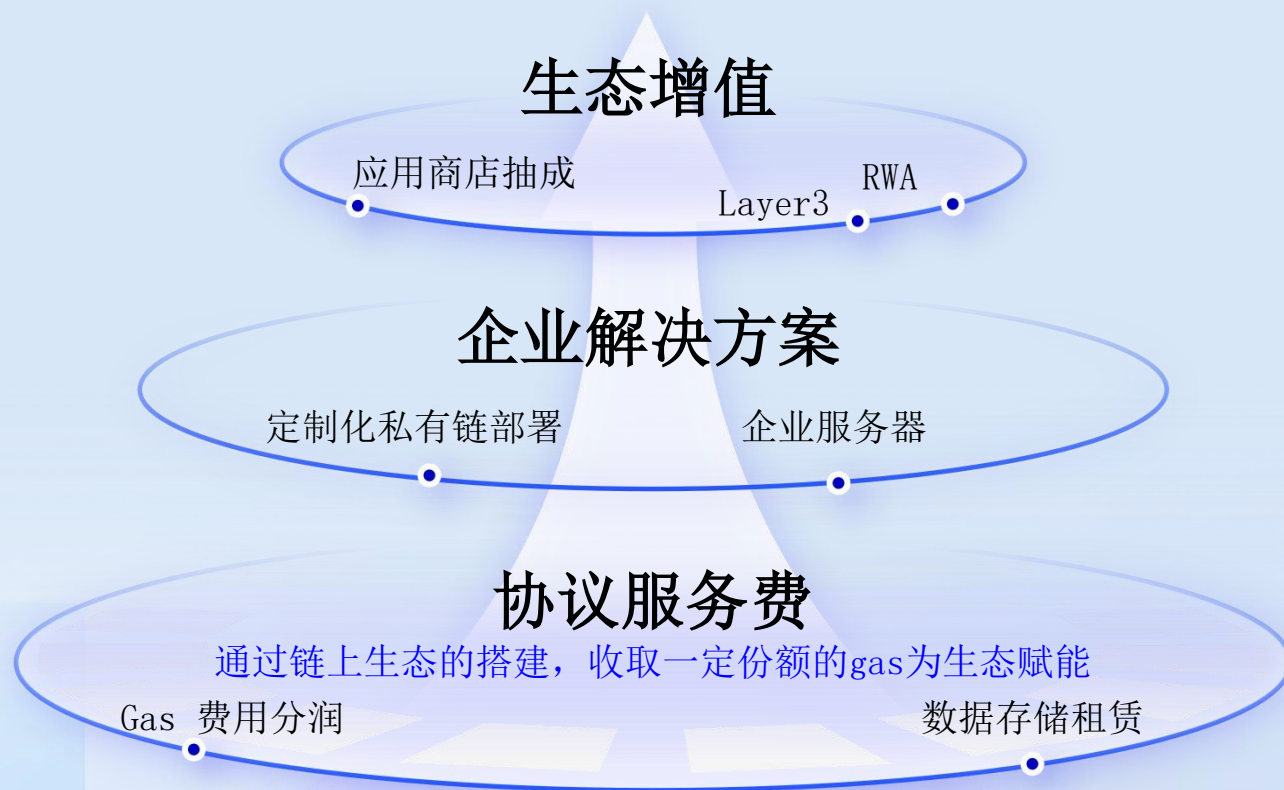 生态增值
应用商店抽成
RWA
Layer3
企业解决方案
定制化私有链部署
企业服务器
协议服务费
通过链上生态的搭建，收取一定份额的gas为生态赋能
Gas 费用分润
数据存储租赁